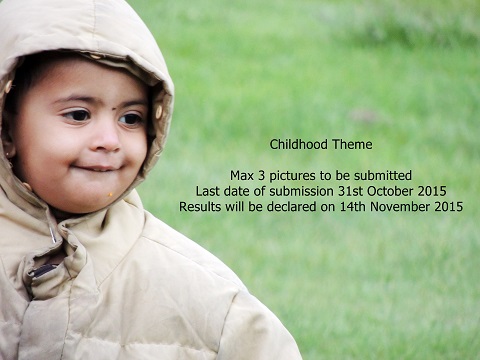 Childhood Theme
Max 3 pictures to be submitted
Last date of submission 31st October 2015
Results will be declared on 14th November 2015